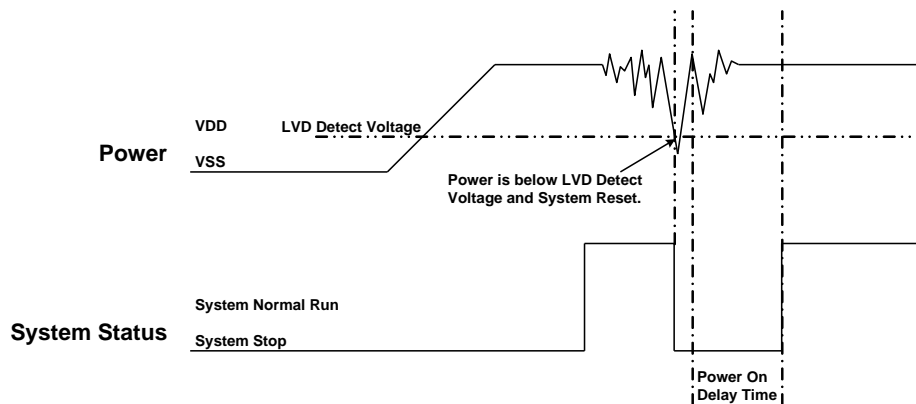 VDD
LVD Detect Voltage
Power
VSS
Power is below LVD Detect
Voltage and System Reset.
System Normal Run
System Status
System Stop
Power On
Delay Time